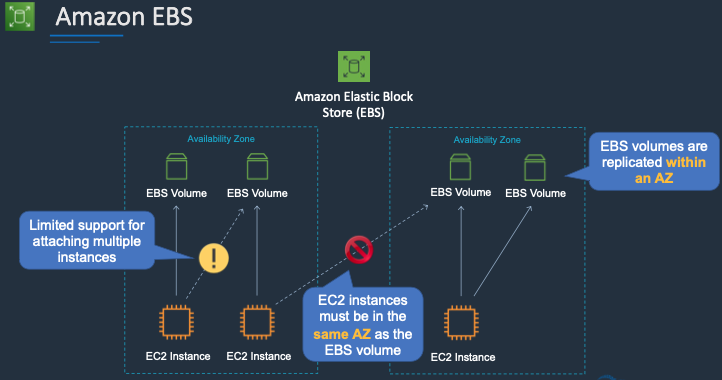 Amazon EBS
Amazon Elastic Block
Store (EBS)
Availability Zone
Availability Zone
EBS volumes are
replicated within
an AZ
EBS Volume
EBS Volume
EBS Volume
EBS Volume
Limited support for
attaching multiple
instances
!
EC2 instances
must be in the
same AZ as the
EBS volume
EC2 Instance
EC2 Instance
EC2 Instance